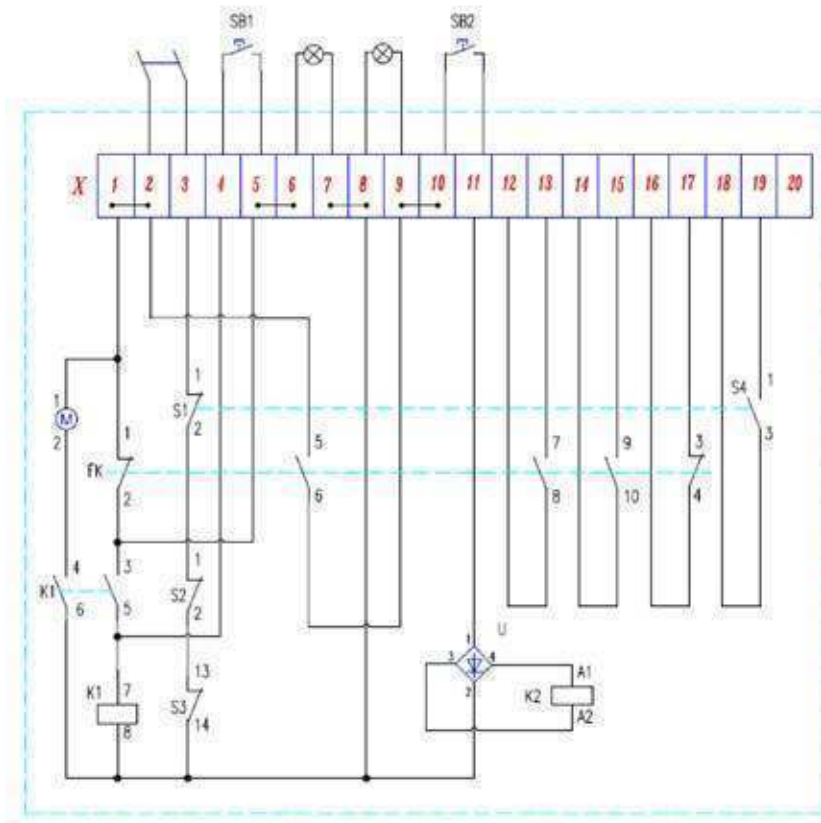 SB1 SB2
X 1 2 3 4 5 6 7 8 9 10 11 12 13 14 15 16 17 18 19 20
1 1 S4 1
M S1
2 2 3
1 5 7 9 3
fK
2 6 8 10 4
4 3 1
K1 S2
6 5 2
U
1
3 4
13 2 A1
7 K2
K1 S3 A2
8 14